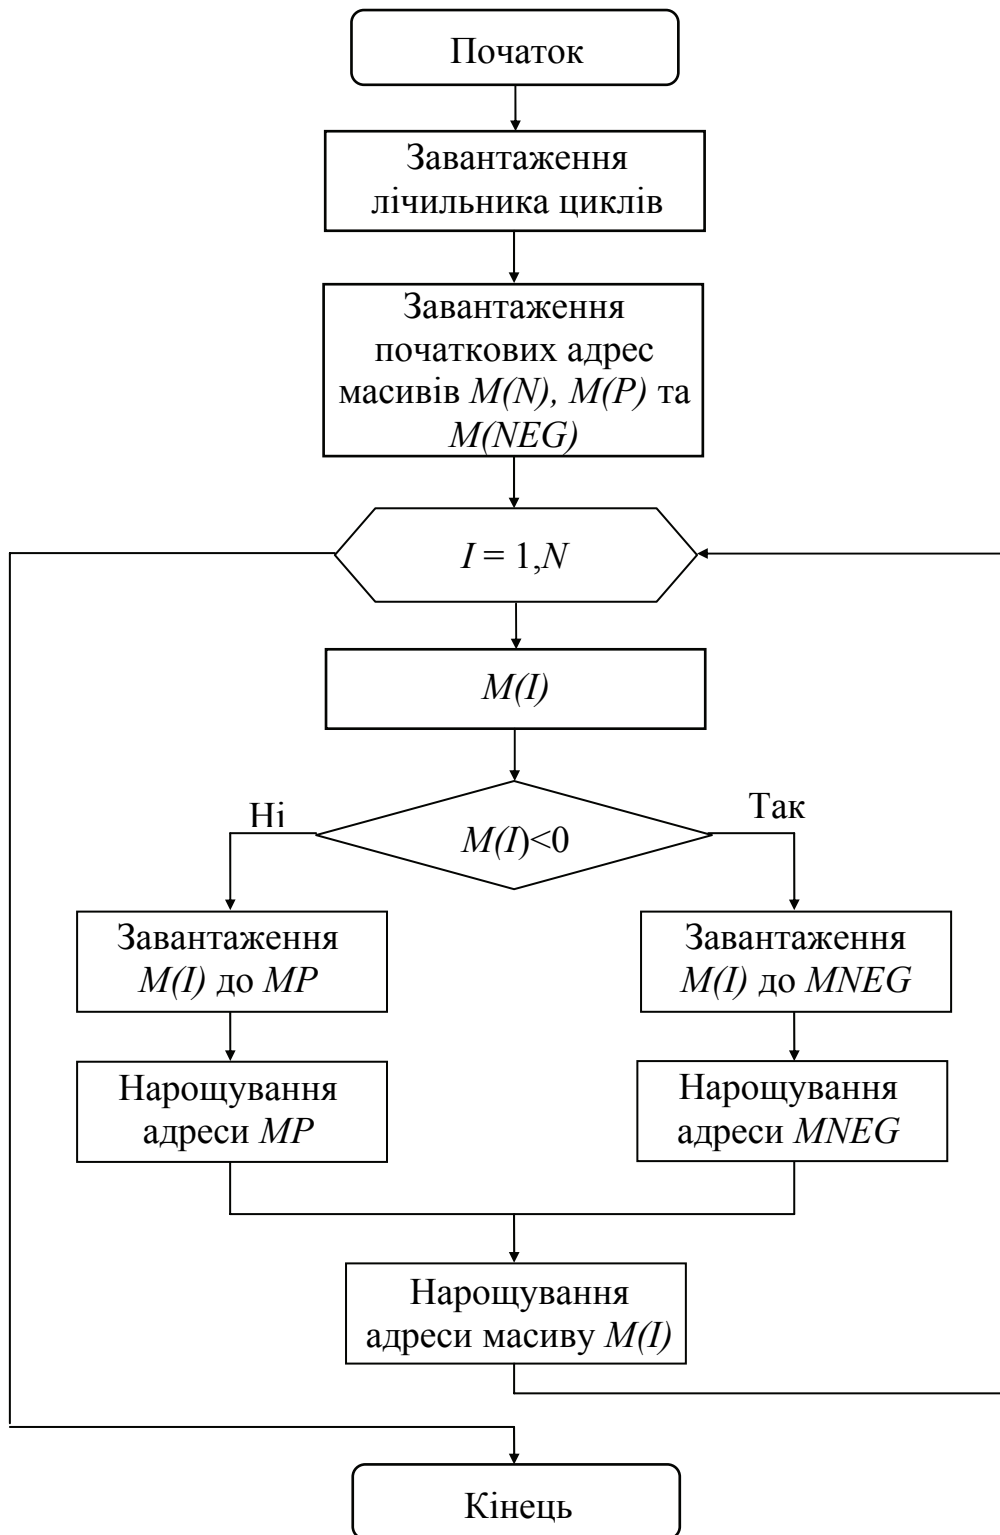 Початок
Завантаження
лічильника циклів
Завантаження
початкових адрес
масивів M(N), M(P) та
M(NEG)
I = 1,N
M(I)
Ні
Так
M(I)<0
Завантаження
M(I) до MP
Завантаження
M(I) до MNEG
Нарощування
адреси MP
Нарощування
адреси MNEG
Нарощування
адреси масиву M(I)
Кінець